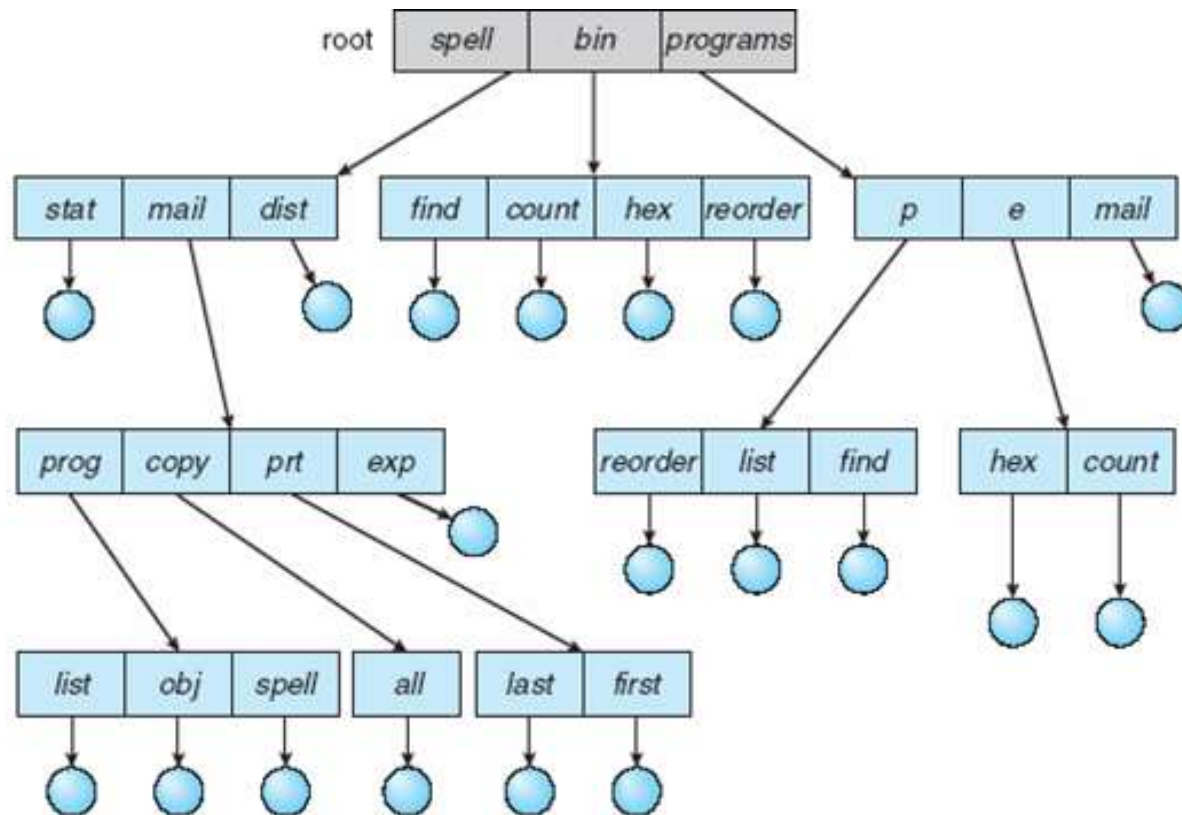 root spell bin programs
stat mail dist find count hex reorder p e mail
prog copy prt exp reorder list find hex count
list obj spell all last first